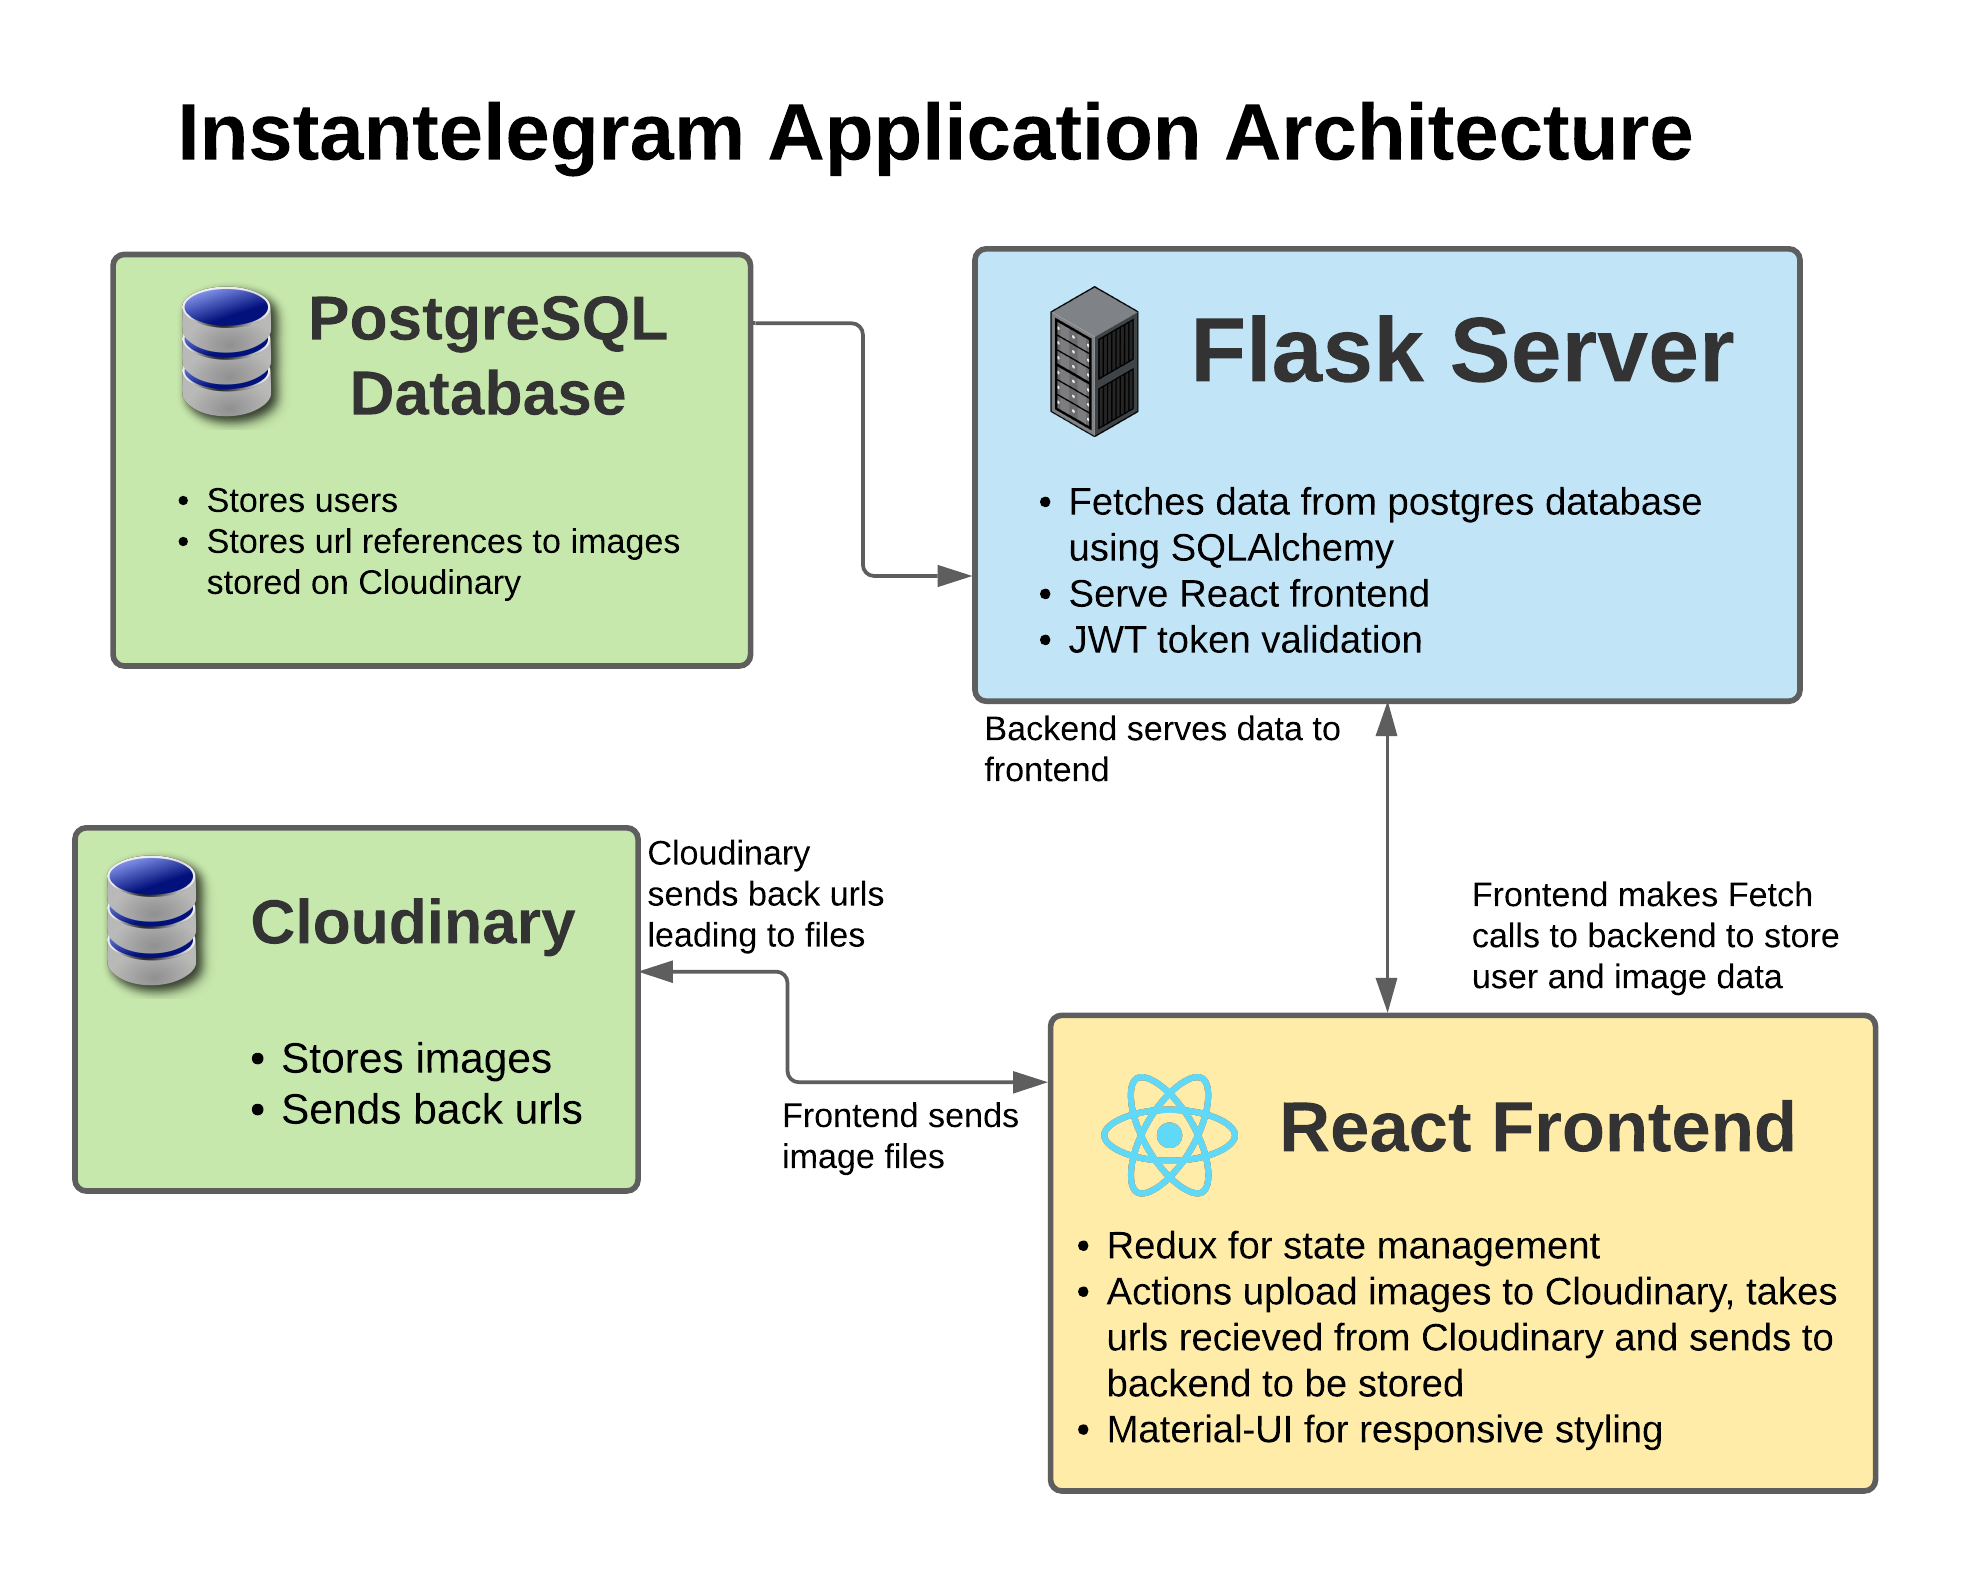 Instantelegram Application Architecture
PostgreSQL
Database
• Stores users
• Stores url references to images
stored on Cloudinary
Flask Server
• Fetches data from postgres database
using SQLAlchemy
• Serve React frontend
• JWT token validation
Backend serves data to
frontend
Cloudinary
• Stores images
• Sends back urls
Cloudinary
sends back urls
leading to files
Frontend sends
image files
Frontend makes Fetch
calls to backend to store
user and image data
React Frontend
• Redux for state management
• Actions upload images to Cloudinary, takes
urls recieved from Cloudinary and sends to
backend to be stored
• Material-UI for responsive styling